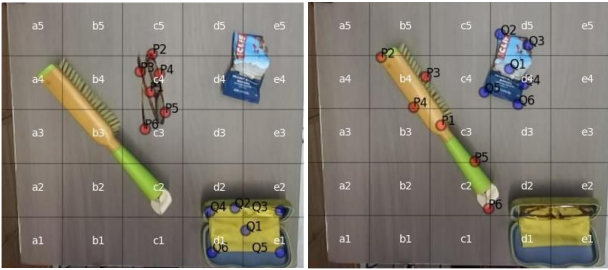 a5 b5 c5 d5 e5
P2
P3 P4
a4 b4 c4 d4 e4
P1
P5
P6
a3 b3 c3 d3 e3
a2 b2 c2 d2 e2
Q4 Q2 Q3
Q1
a1 b1 c1 d1 e1
Q6 Q5
CLIF
a5 b5 c5 d5 e5
Q2
Q3
P2
Q1
P3
a4 b4 c4 d4 e4
P4 Q6
P1
a3 b3 c3 d3 e3
P5
a2 b2 c2 d2 e2
P6
a1 b1 c1 d1 e1
CLIF